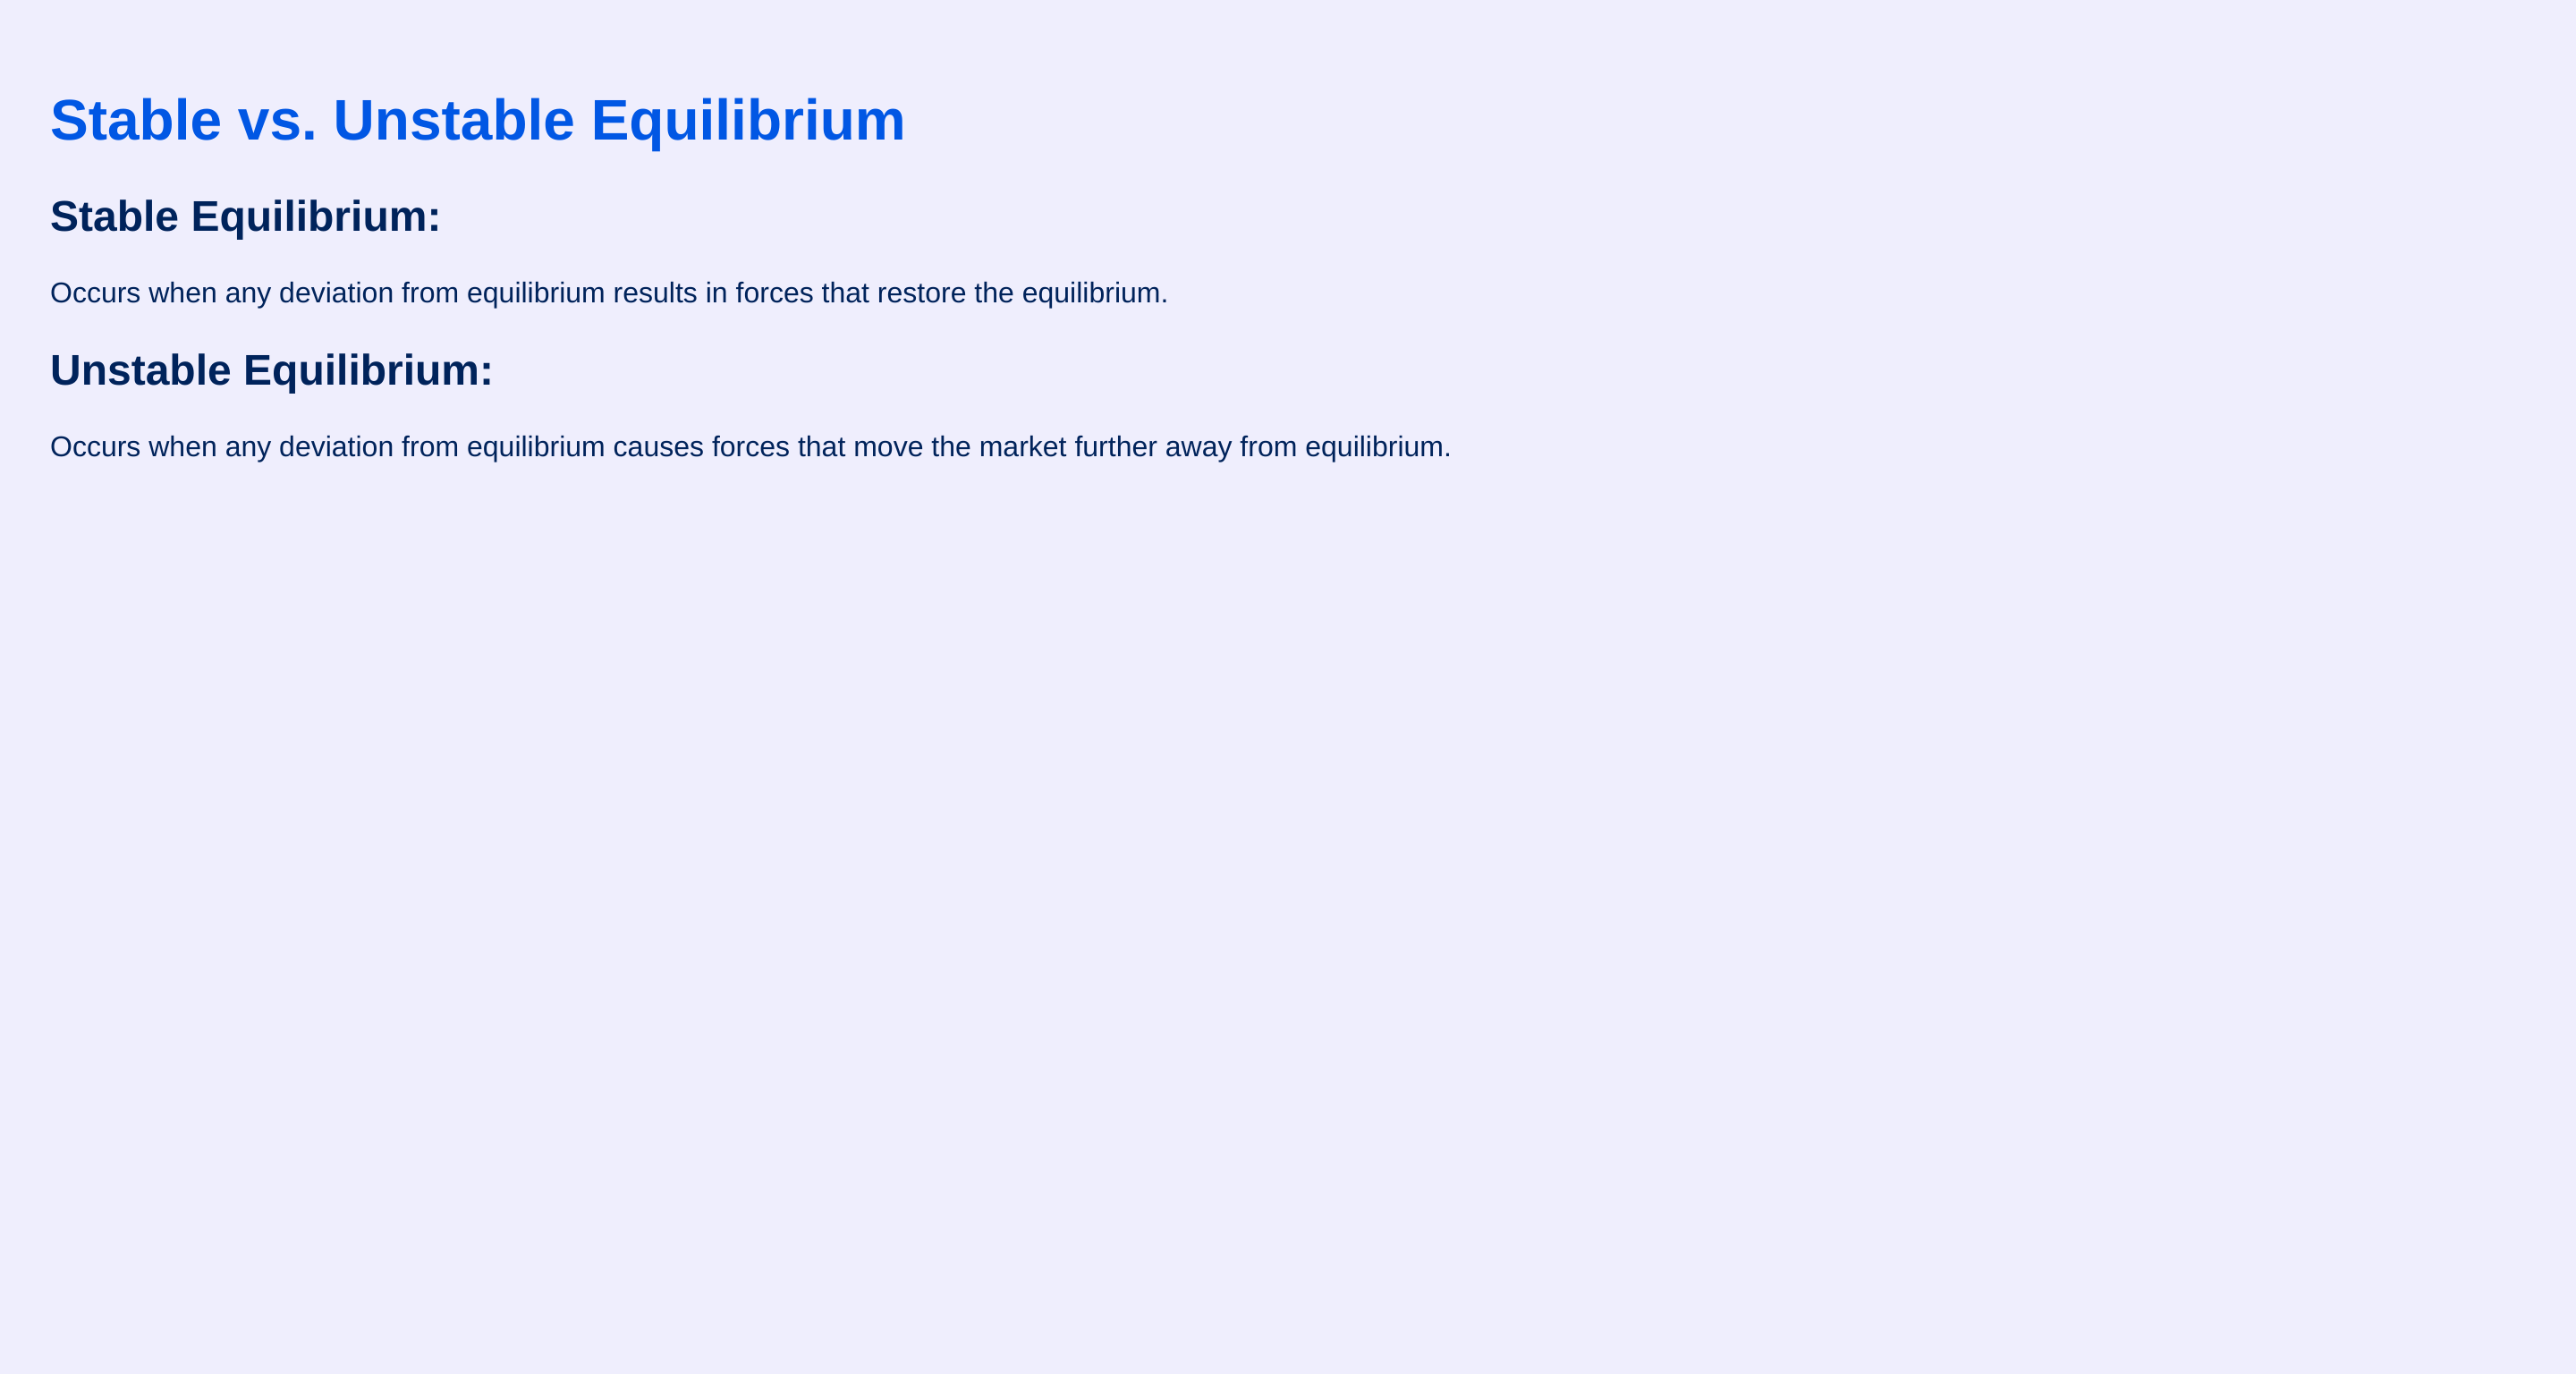 Stable vs. Unstable Equilibrium
Stable Equilibrium:
Occurs when any deviation from equilibrium results in forces that restore the equilibrium.
Unstable Equilibrium:
Occurs when any deviation from equilibrium causes forces that move the market further away from equilibrium.